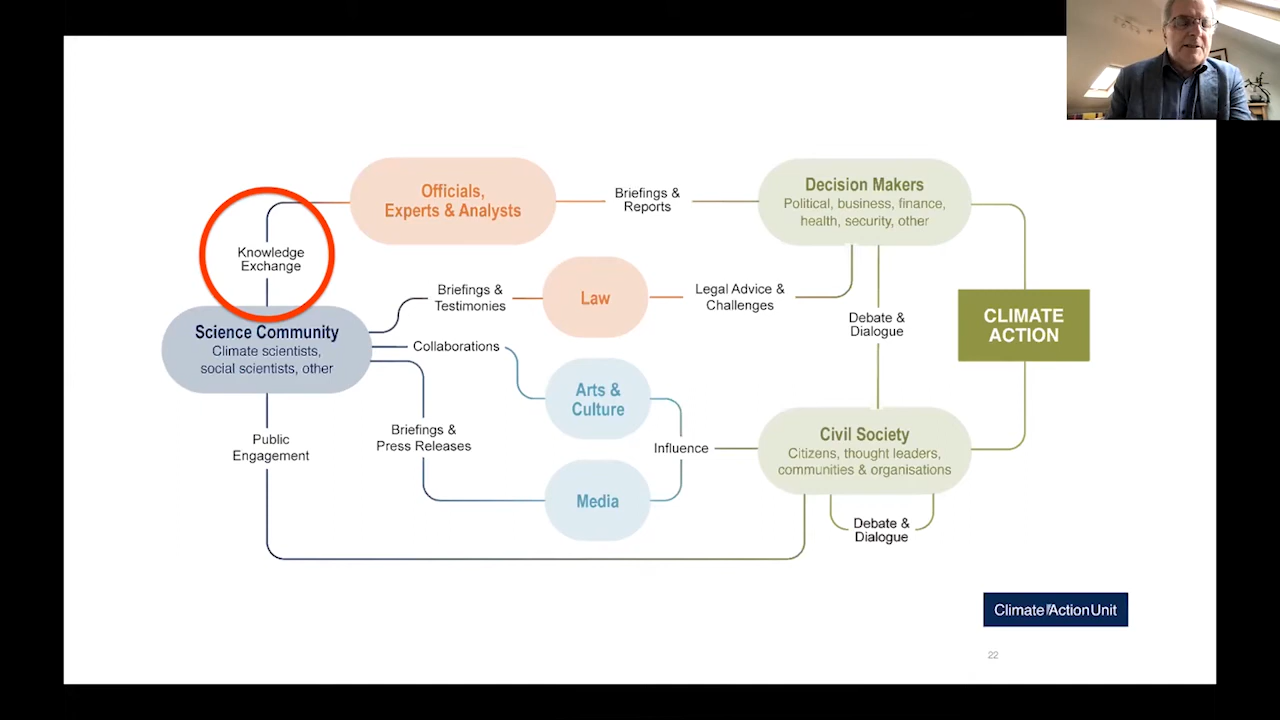 Officials,
Experts & Analysts
Briefings &
Reports
Decision Makers
Political, business, finance,
health, security, other
Knowledge
Exchange
Briefings &
Testimonies
Law
Legal Advice &
Challenges
Debate &
Dialogue
CLIMATE
ACTION
Science Community
Climate scientists,
social scientists, other
Collaborations
Arts &
Culture
Public
Engagement
Briefings &
Press Releases
Influence
Civil Society
Citizens, thought leaders,
communities & organisations
Media
Debate &
Dialogue
Climate ActionUnit
22